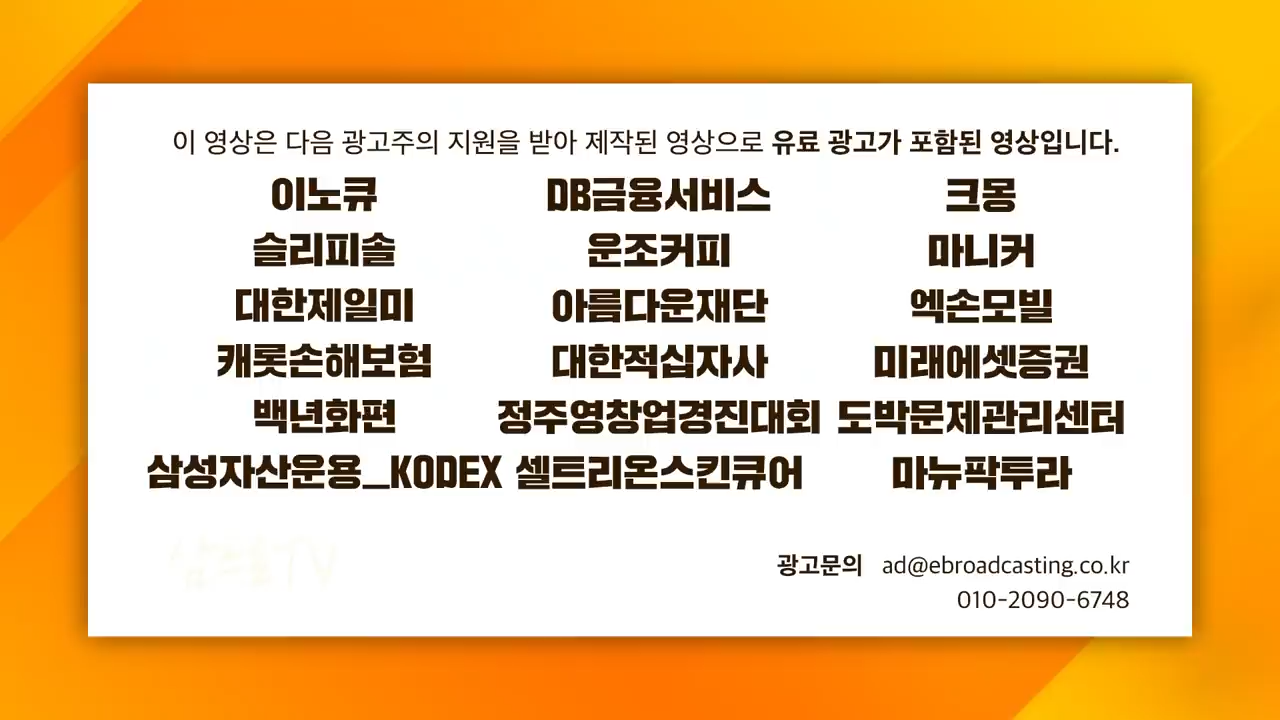 이 영상은 다음 광고주의 지원을 받아 제작된 영상으로 유료 광고가 포함된 영상입니다.
이노큐 DB금융서비스 크몽
슬리피솔 운조커피 마니커
대한제일미 아름다운재단 엑손모빌
캐롯손해보험 대한적십자사 미래에셋증권
백년화편 정주영창업경진대회 도박문제관리센터
삼성자산운용_KODEX 셀트리온스킨큐어 마뉴팍투라
광고문의 ad@ebroadcasting.co.kr
010-2090-6748